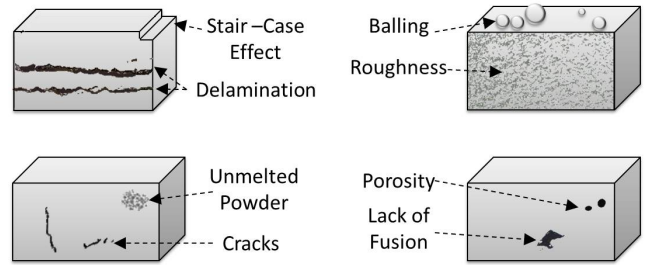 Stair –Case
Effect
Delamination
Balling
Roughness
Unmelted
Powder
Cracks
Porosity
Lack of
Fusion